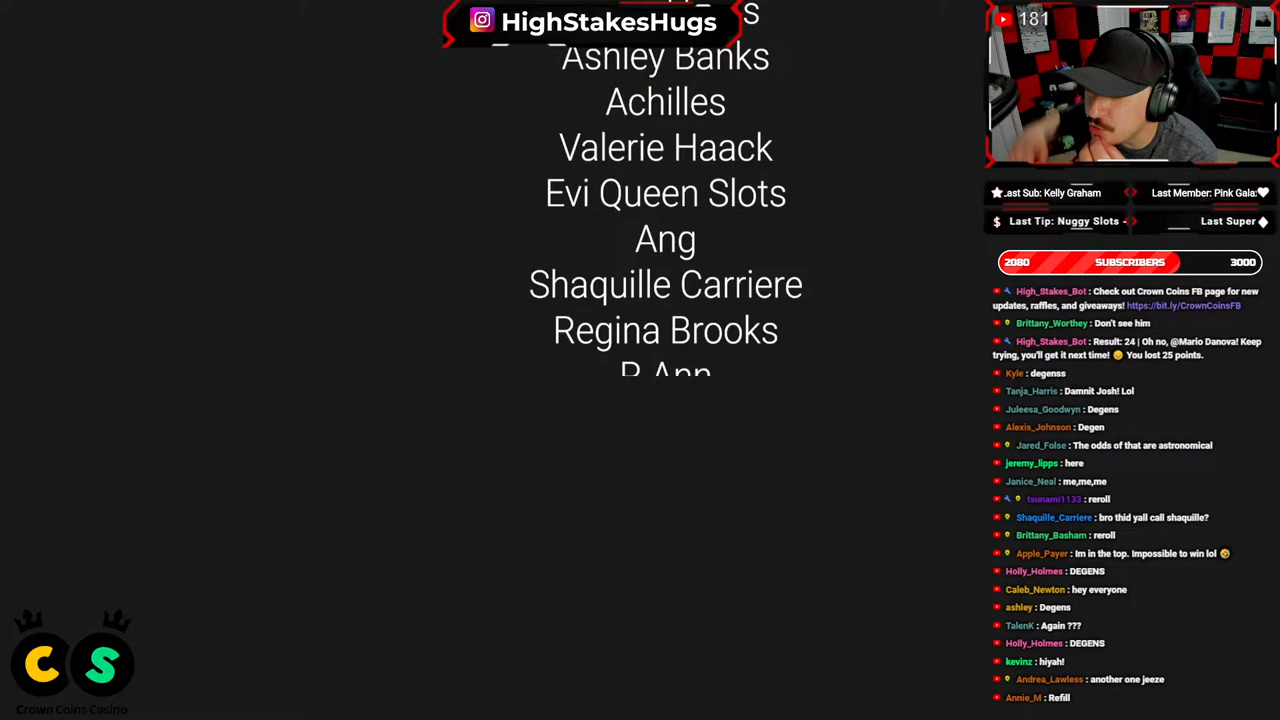 HighStakesHugs
Ashley Banks
Achilles
Valerie Haack
Evi Queen Slots
Ang
Shaquille Carriere
Regina Brooks
181
Last Sub: Kelly Graham
Last Member: Pink Gala
$ Last Tip: Nuggy Slots -
Last Super
2080 SUBSCRIBERS 3000
High_Stakes_Bot : Check out Crown Coins FB page for new
updates, raffles, and giveaways! https://bit.ly/CrownCoinsFB
Brittany_Worthey : Don't see him
High_Stakes_Bot : Result: 24 | Oh no, @Mario Danova! Keep
trying, you'll get it next time! 😔 You lost 25 points.
Kyle : degenss
Tanja_Harris : Damnit Josh! Lol
Juleesa_Goodwyn : Degens
Alexis_Johnson : Degen
Jared_Folse : The odds of that are astronomical
jeremy_lipps : here
Janice_Neal : me,me,me
tsunami1133 : reroll
Shaquille_Carriere : bro thid yall call shaquille?
Brittany_Basham : reroll
Apple_Payer : Im in the top. Impossible to win lol 🤣
Holly_Holmes : DEGENS
Caleb_Newton : hey everyone
ashley : Degens
TalenK : Again ???
Holly_Holmes : DEGENS
kevinz : hiyah!
Andrea_Lawless : another one jeeze
Annie_M : Refill
C S
Crown Coins Casino